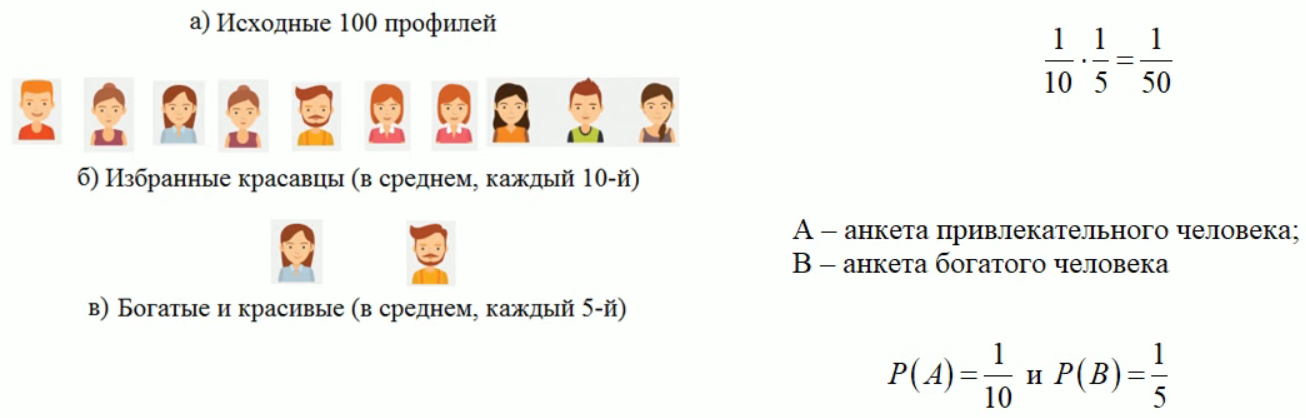 а) Исходные 100 профилей
б) Избранные красавцы (в среднем, каждый 10-й)
в) Богатые и красивые (в среднем, каждый 5-й)
1/10 · 1/5 = 1/50
А – анкета привлекательного человека;
В – анкета богатого человека
P(A) = 1/10 и P(B) = 1/5